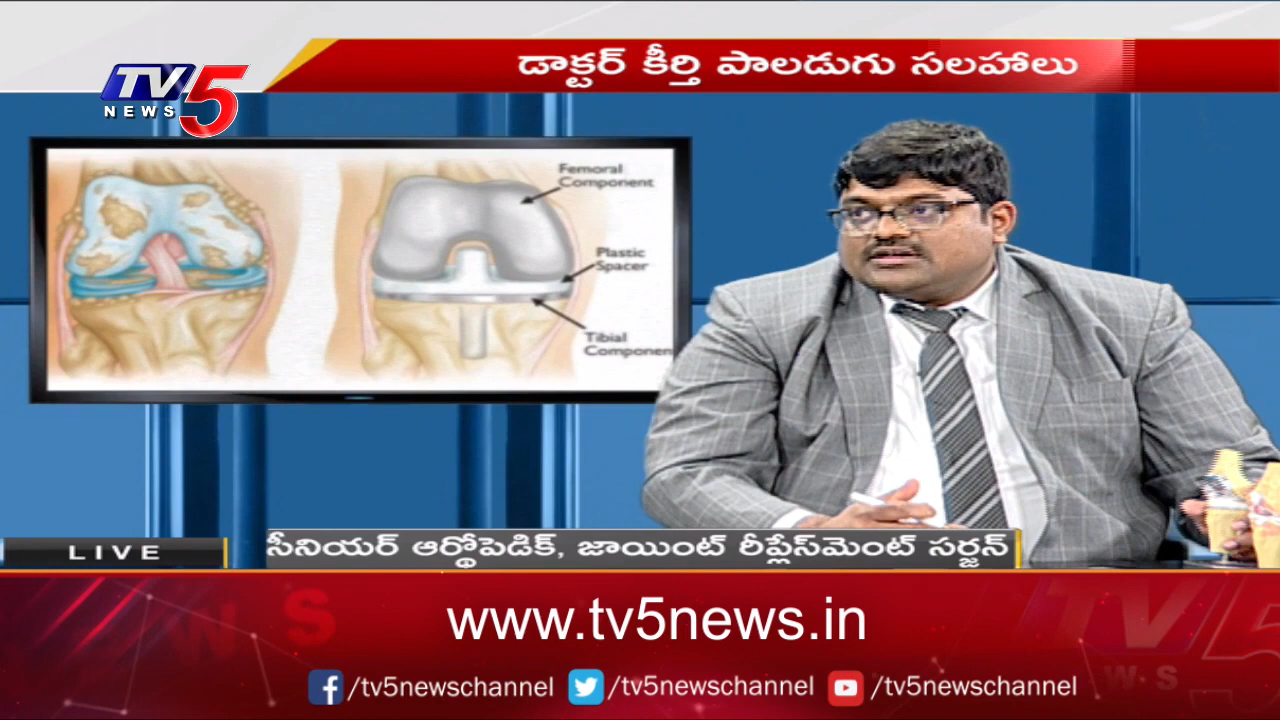 డాక్టర్ కీర్తి పాలడుగు సలహాలు
TV5
NEWS
Femoral
Component
Plastic
Spacer
Tibial
Componen
LIVE
సీనియర్ ఆర్థోపెడిక్, జాయింట్ రీప్లేస్‌మెంట్ సర్జన్
www.tv5news.in
/tv5newschannel
/tv5newschannel
/tv5newschannel